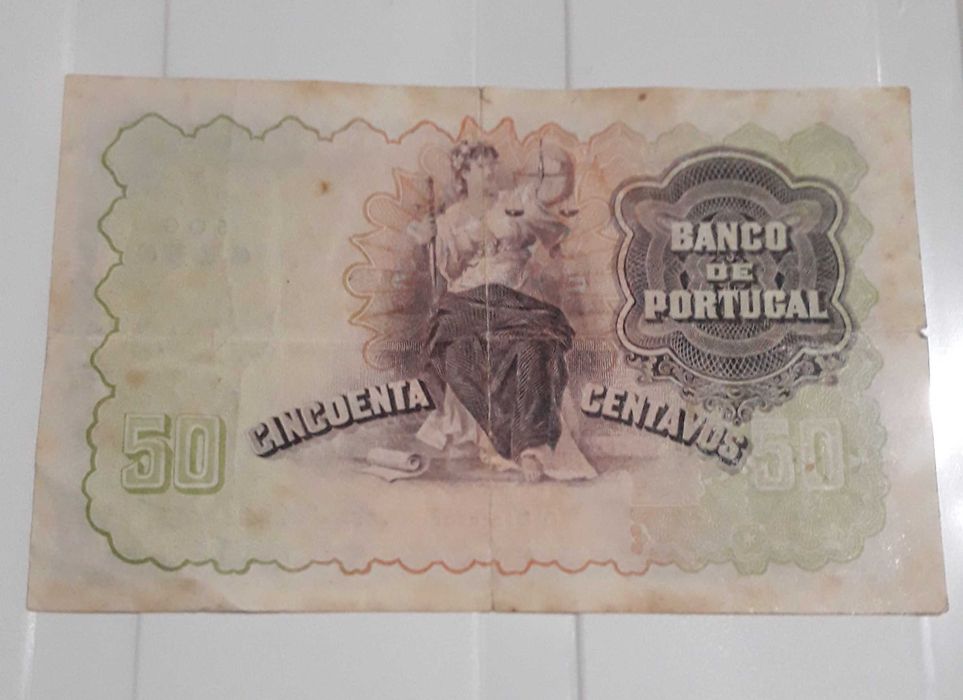 BANCO
DE
PORTUGAL
CINCOENTA CENTAVOS
50 50